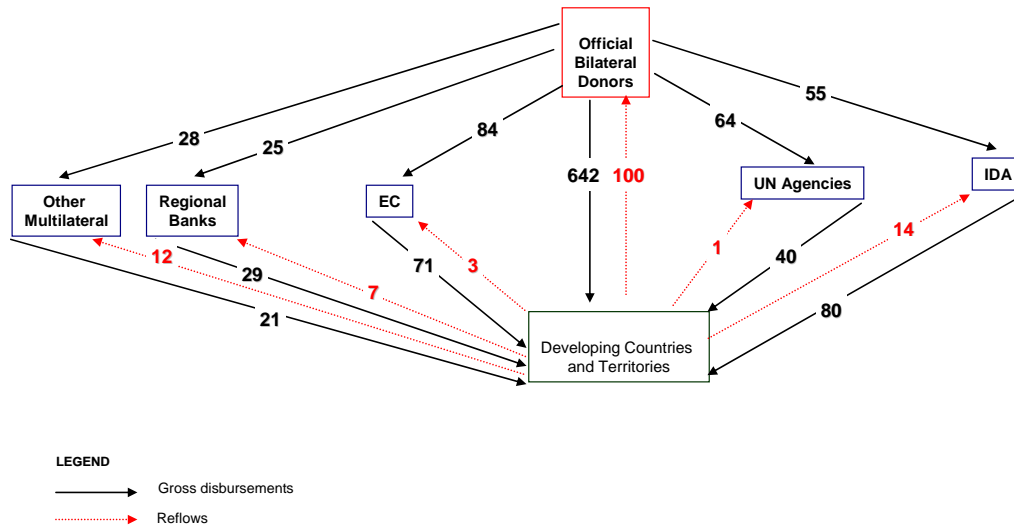 Official
Bilateral
Donors
55
28
25
84
64
642
100
Other
Multilateral
Regional
Banks
EC
UN Agencies
IDA
12
29
21
7
71
3
1
40
14
80
Developing Countries
and Territories
LEGEND
Gross disbursements
Reflows